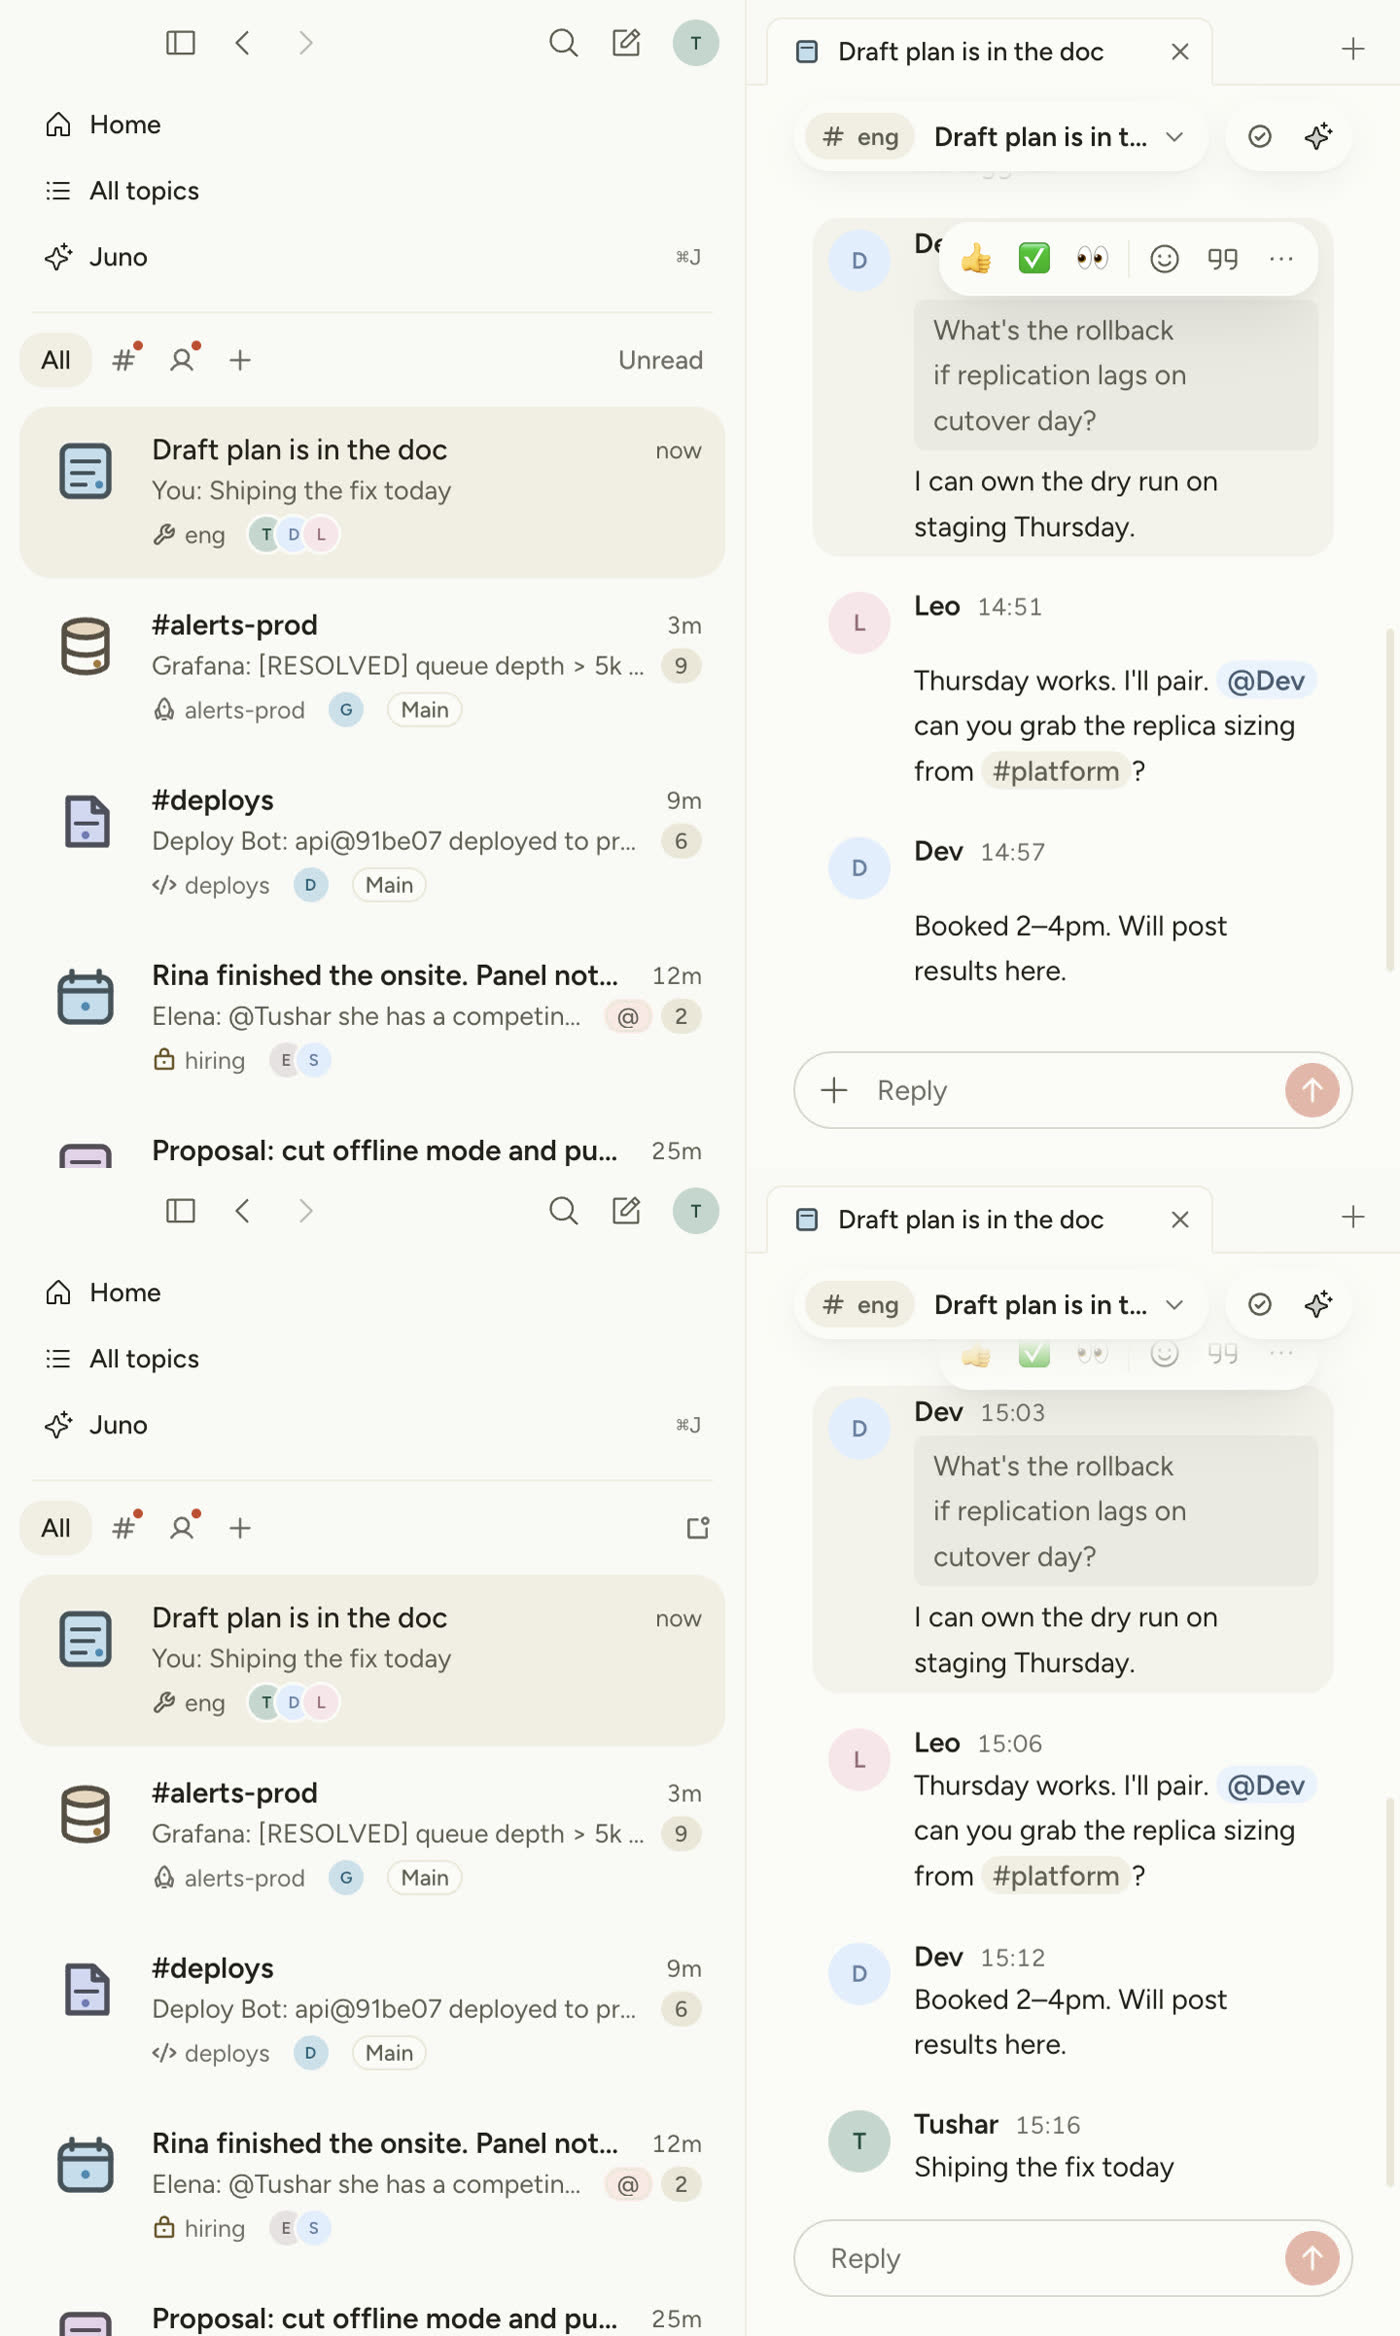 T
Home
All topics
Juno
⌘J
All
Unread
Draft plan is in the doc
now
You: Shiping the fix today
eng
T
D
L
#alerts-prod
3m
Grafana: [RESOLVED] queue depth > 5k ...
9
alerts-prod
G
Main
#deploys
9m
Deploy Bot: api@91be07 deployed to pr...
6
deploys
D
Main
Rina finished the onsite. Panel not...
12m
Elena: @Tushar she has a competin...
@
2
hiring
E
S
Proposal: cut offline mode and pu...
25m
Draft plan is in the doc
# eng
Draft plan is in t...
D
What's the rollback
if replication lags on
cutover day?
I can own the dry run on
staging Thursday.
L
Leo 14:51
Thursday works. I'll pair. @Dev
can you grab the replica sizing
from #platform ?
D
Dev 14:57
Booked 2–4pm. Will post
results here.
Reply
T
Home
All topics
Juno
⌘J
All
Draft plan is in the doc
now
You: Shiping the fix today
eng
T
D
L
#alerts-prod
3m
Grafana: [RESOLVED] queue depth > 5k ...
9
alerts-prod
G
Main
#deploys
9m
Deploy Bot: api@91be07 deployed to pr...
6
deploys
D
Main
Rina finished the onsite. Panel not...
12m
Elena: @Tushar she has a competin...
@
2
hiring
E
S
Proposal: cut offline mode and pu...
25m
Draft plan is in the doc
# eng
Draft plan is in t...
D
Dev 15:03
What's the rollback
if replication lags on
cutover day?
I can own the dry run on
staging Thursday.
L
Leo 15:06
Thursday works. I'll pair. @Dev
can you grab the replica sizing
from #platform ?
D
Dev 15:12
Booked 2–4pm. Will post
results here.
T
Tushar 15:16
Shiping the fix today
Reply